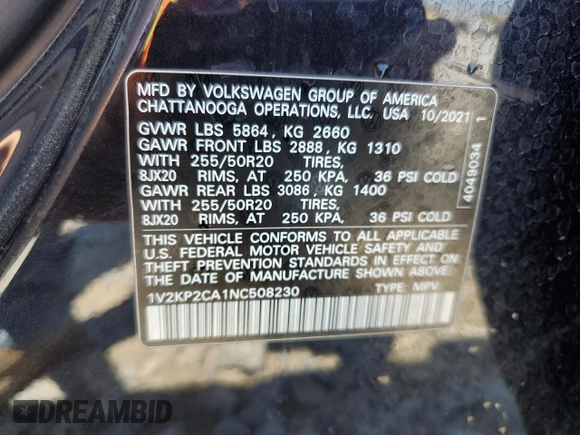 MFD BY VOLKSWAGEN GROUP OF AMERICA
CHATTANOOGA OPERATIONS, LLC. USA 10/2021
GVWR LBS 5864, KG 2660
GAWR FRONT LBS 2888, KG 1310
WITH 255/50R20 TIRES,
8JX20 RIMS, AT 250 KPA, 36 PSI COLD
GAWR REAR LBS 3086, KG 1400
WITH 255/50R20 TIRES,
8JX20 RIMS, AT 250 KPA, 36 PSI COLD
THIS VEHICLE CONFORMS TO ALL APPLICABLE
U.S. FEDERAL MOTOR VEHICLE SAFETY AND
THEFT PREVENTION STANDARDS IN EFFECT ON
THE DATE OF MANUFACTURE SHOWN ABOVE.
1V2KP2CA1NC508230 TYPE: MPV
4049034 1
DREAMBID